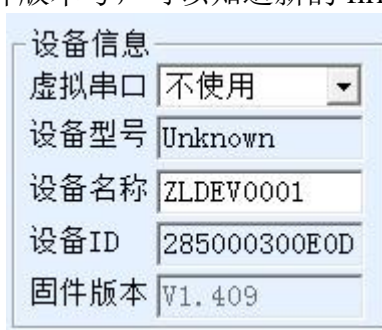 设备信息
虚拟串口 不使用
设备型号 Unknown
设备名称 ZLDEV0001
设备ID 285000300E0D
固件版本 V1.409